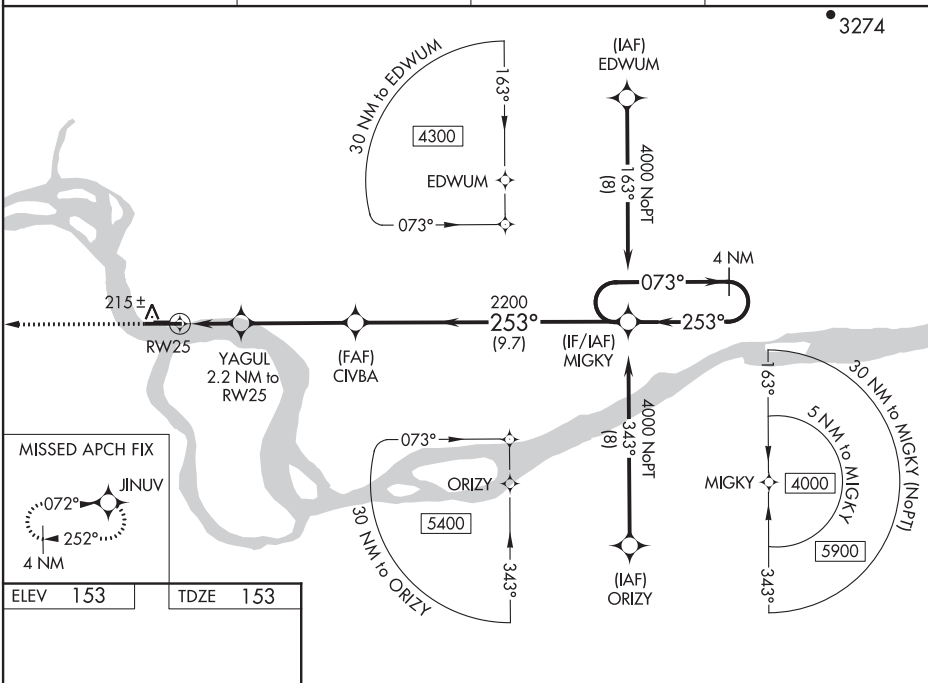 3274
(IAF)
EDWUM
30 NM to EDWUM
163°
4300
EDWUM
073°
4000 NoPT
163°
(8)
4 NM
073°
215 ±
RW25
YAGUL
2.2 NM to
RW25
(FAF)
CIVBA
2200
253°
(9.7)
(IF/IAF)
MIGKY
253°
MISSED APCH FIX
JINUV
072°
252°
4 NM
073°
ORIZY
5400
30 NM to ORIZY
343°
4000 NoPT
343°
(8)
(IAF)
ORIZY
163°
30 NM to MIGKY (NoPT)
5 NM to MIGKY
MIGKY
4000
5900
343°
ELEV 153
TDZE 153